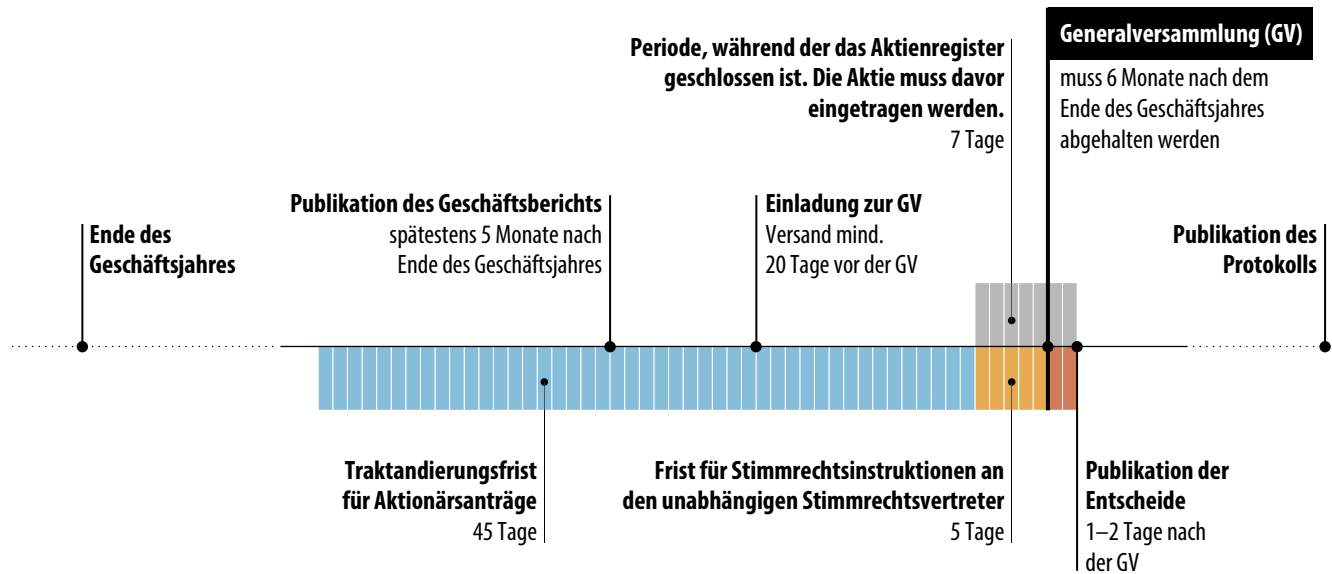 Generalversammlung (GV)
muss 6 Monate nach dem
Ende des Geschäftsjahres
abgehalten werden
Periode, während der das Aktienregister
geschlossen ist. Die Aktie muss davor
eingetragen werden.
7 Tage
Ende des
Geschäftsjahres
Publikation des Geschäftsberichts
spätestens 5 Monate nach
Ende des Geschäftsjahres
Einladung zur GV
Versand mind.
20 Tage vor der GV
Publikation des
Protokolls
Traktandierungsfrist
für Aktionärsanträge
45 Tage
Frist für Stimmrechtsinstruktionen an
den unabhängigen Stimmrechtsvertreter
5 Tage
Publikation der
Entscheide
1–2 Tage nach
der GV